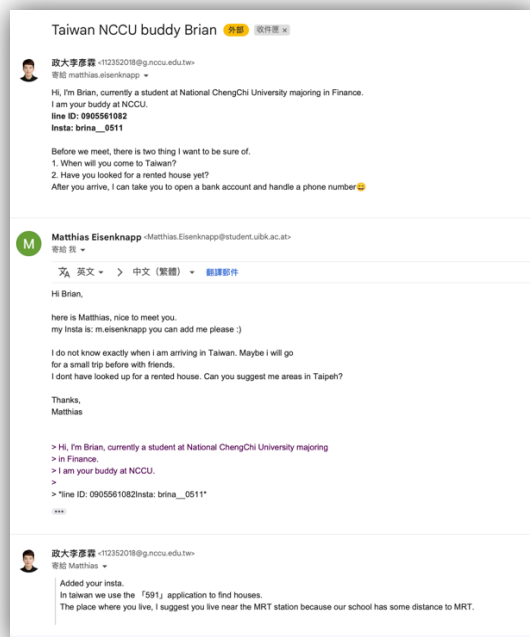 Taiwan NCCU buddy Brian 外部 收件匣 ×
政大李彥霖 <112352018@g.nccu.edu.tw>
寄給 matthias.eisenknapp
Hi, I'm Brian, currently a student at National ChengChi University majoring in Finance.
I am your buddy at NCCU.
line ID: 0905561082
Insta: brina__0511
Before we meet, there is two thing I want to be sure of.
1. When will you come to Taiwan?
2. Have you looked for a rented house yet?
After you arrive, I can take you to open a bank account and handle a phone number😄
M
Matthias Eisenknapp <Matthias.Eisenknapp@student.uibk.ac.at>
寄給 我
英文 > 中文（繁體） 翻譯郵件
Hi Brian,
here is Matthias, nice to meet you.
my Insta is: m.eisenknapp you can add me please :)
I do not know exactly when i am arriving in Taiwan. Maybe i will go
for a small trip before with friends.
I dont have looked up for a rented house. Can you suggest me areas in Taipeh?
Thanks,
Matthias
> Hi, I'm Brian, currently a student at National ChengChi University majoring
> in Finance.
> I am your buddy at NCCU.
>
> *line ID: 0905561082Insta: brina__0511*
•••
政大李彥霖 <112352018@g.nccu.edu.tw>
寄給 Matthias
Added your insta.
In taiwan we use the 「591」 application to find houses.
The place where you live, I suggest you live near the MRT station because our school has some distance to MRT.